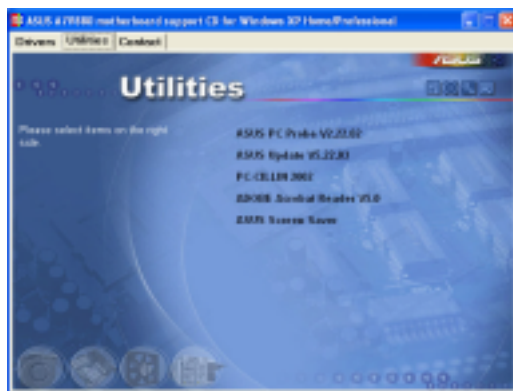 ASUS motherboard support CD for Windows XP Home/Professional
Drivers Utilities Contact
Utilities
Please select items on the right
side.
ASUS PC Probe V2.22.02
ASUS Update V5.22.03
PC-CILLIN 2002
ADOBE Acrobat Reader V5.0
ASUS Screen Saver